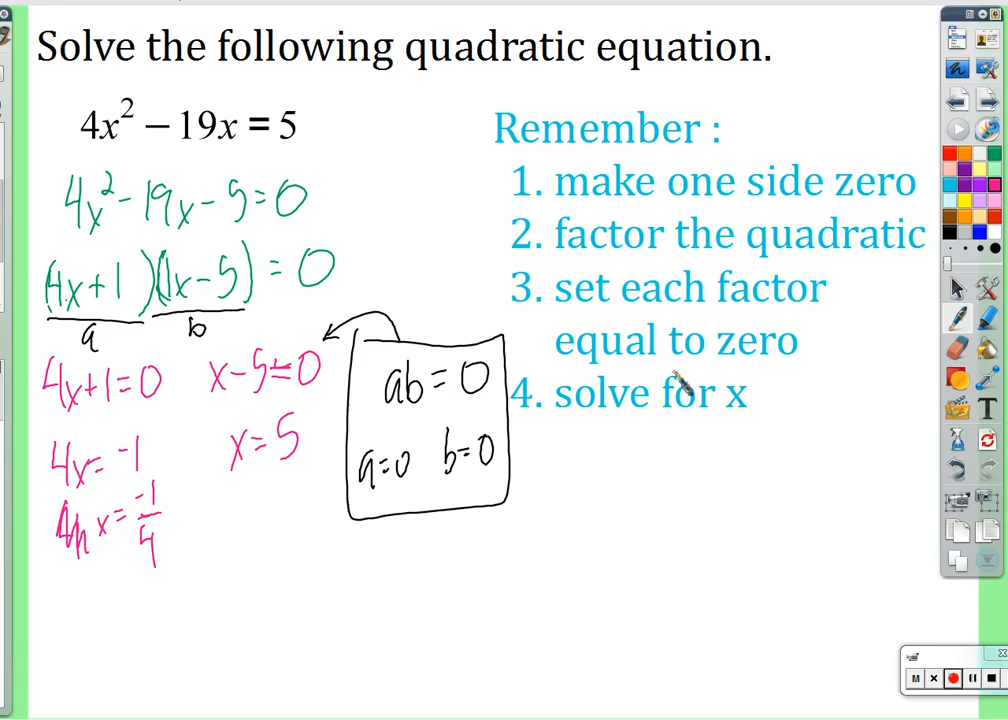 Solve the following quadratic equation.
4x² − 19x = 5
4x² - 19x - 5 = 0
(4x + 1)(1x - 5) = 0
a b
4x + 1 = 0 x - 5 = 0
4x = -1 x = 5
x = -1/4
ab = 0
a = 0 b = 0
Remember :
1. make one side zero
2. factor the quadratic
3. set each factor
equal to zero
4. solve for x
T
M